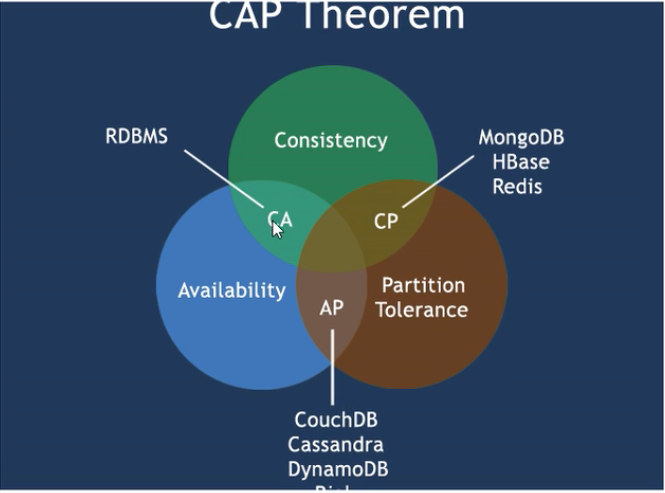 CAP Theorem
RDBMS
Consistency
MongoDB
HBase
Redis
CA
CP
Availability
Partition
Tolerance
AP
CouchDB
Cassandra
DynamoDB